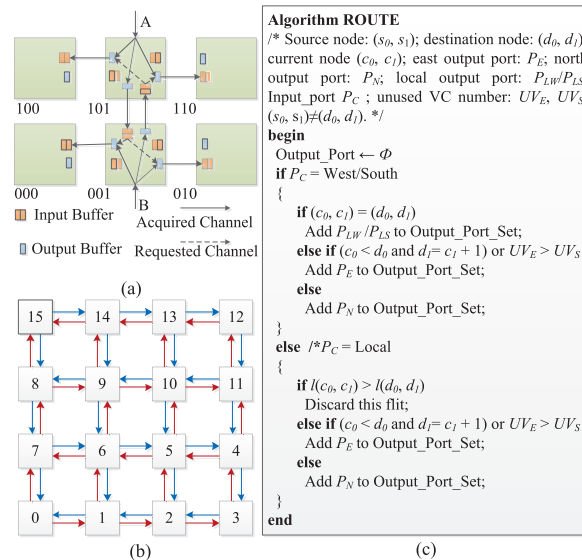 A
100
101
110
000
001
010
B
Input Buffer
Output Buffer
Acquired Channel
Requested Channel
(a)
15 14 13 12
8 9 10 11
7 6 5 4
0 1 2 3
(b)
Algorithm ROUTE
/* Source node: (s0, s1); destination node: (d0, d1)
current node (c0, c1); east output port: PE; north
output port: PN; local output port: PLW/PLS
Input_port PC ; unused VC number: UVE, UVS
(s0, s1)≠(d0, d1). */
begin
Output_Port ← Φ
if PC = West/South
{
if (c0, c1) = (d0, d1)
Add PLW /PLS to Output_Port_Set;
else if (c0 < d0 and d1= c1 + 1) or UVE > UVS
Add PE to Output_Port_Set;
else
Add PN to Output_Port_Set;
}
else /*PC = Local
{
if l(c0, c1) > l(d0, d1)
Discard this flit;
else if (c0 < d0 and d1= c1 + 1) or UVE > UVS
Add PE to Output_Port_Set;
else
Add PN to Output_Port_Set;
}
end
(c)